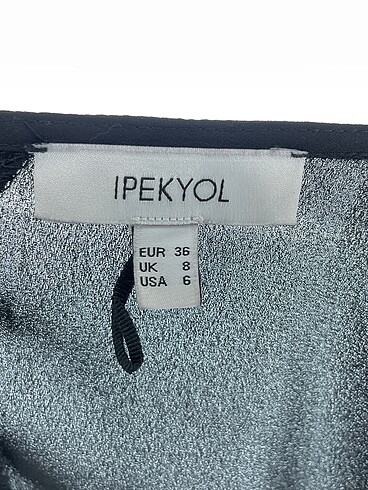 IPEKYOL
EUR 36
UK 8
USA 6